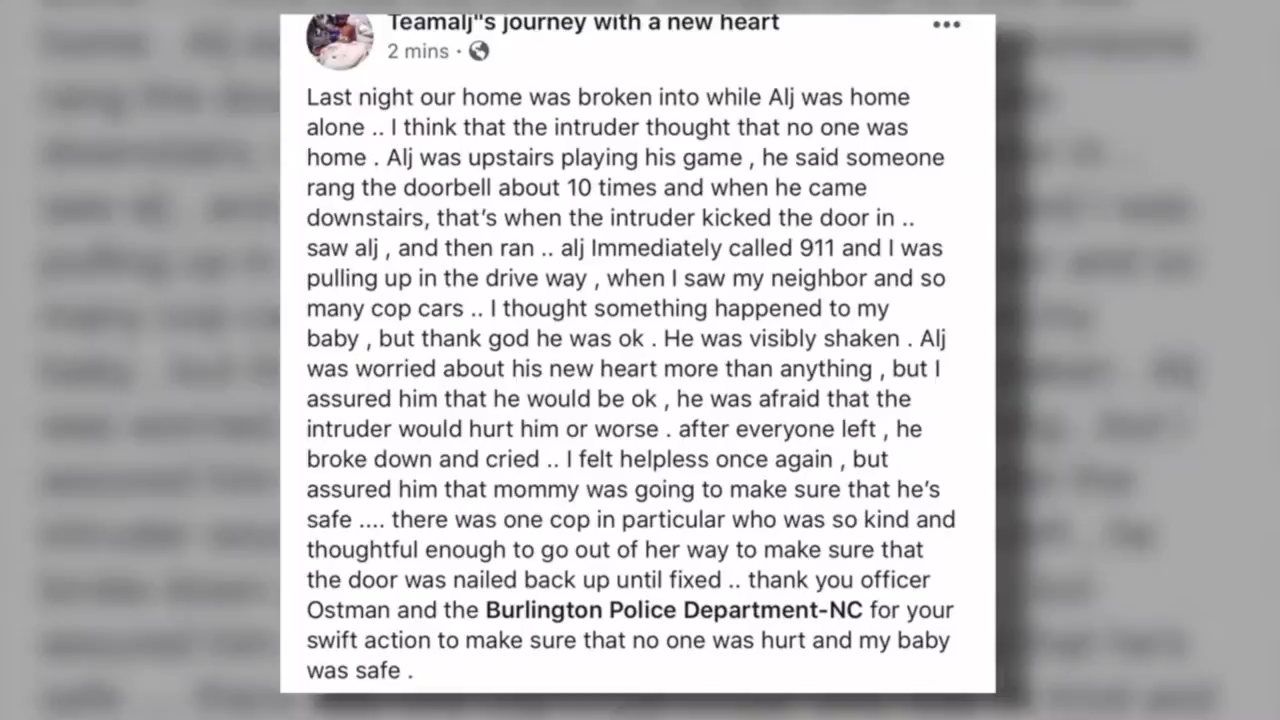 Teamalj"s journey with a new heart
2 mins ·
Last night our home was broken into while Alj was home
alone .. I think that the intruder thought that no one was
home . Alj was upstairs playing his game , he said someone
rang the doorbell about 10 times and when he came
downstairs, that's when the intruder kicked the door in ..
saw alj , and then ran .. alj Immediately called 911 and I was
pulling up in the drive way , when I saw my neighbor and so
many cop cars .. I thought something happened to my
baby , but thank god he was ok . He was visibly shaken . Alj
was worried about his new heart more than anything , but I
assured him that he would be ok , he was afraid that the
intruder would hurt him or worse . after everyone left , he
broke down and cried .. I felt helpless once again , but
assured him that mommy was going to make sure that he's
safe .... there was one cop in particular who was so kind and
thoughtful enough to go out of her way to make sure that
the door was nailed back up until fixed .. thank you officer
Ostman and the Burlington Police Department-NC for your
swift action to make sure that no one was hurt and my baby
was safe .